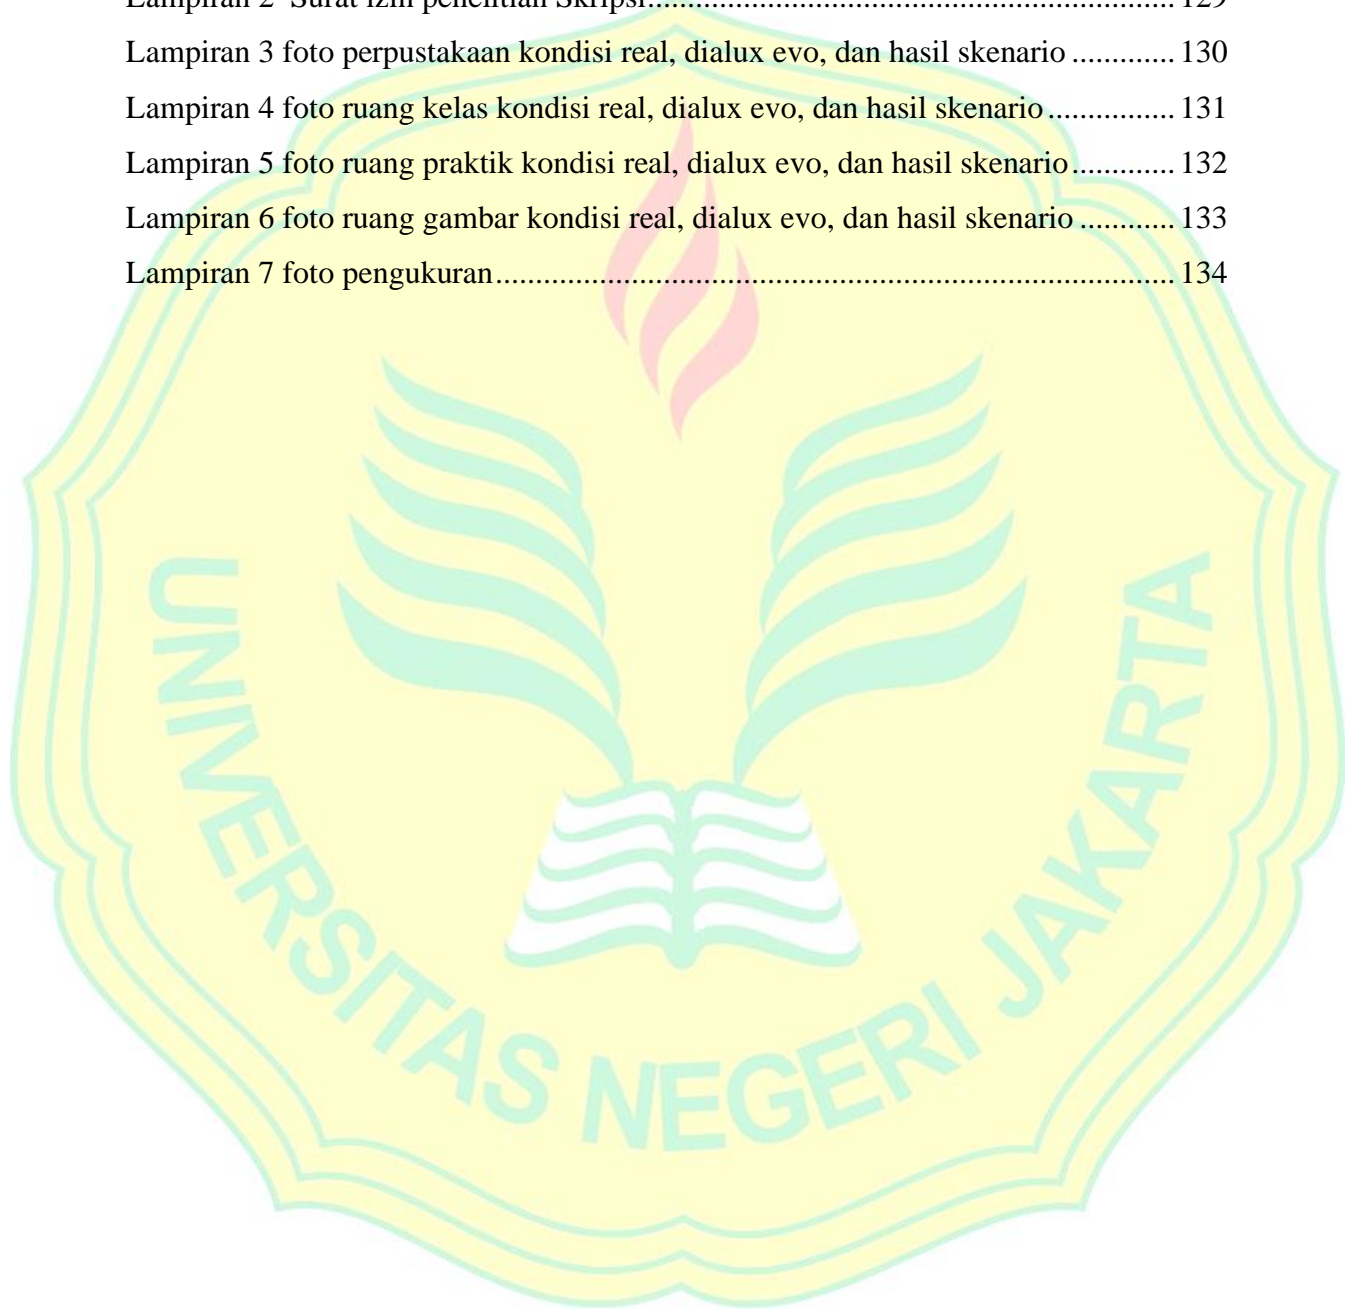 Lampiran 2 Surat izin penelitian Skripsi.................................................................. 129
Lampiran 3 foto perpustakaan kondisi real, dialux evo, dan hasil skenario ............. 130
Lampiran 4 foto ruang kelas kondisi real, dialux evo, dan hasil skenario ................ 131
Lampiran 5 foto ruang praktik kondisi real, dialux evo, dan hasil skenario ............. 132
Lampiran 6 foto ruang gambar kondisi real, dialux evo, dan hasil skenario ............ 133
Lampiran 7 foto pengukuran..................................................................................... 134
UNIVERSITAS NEGERI JAKARTA